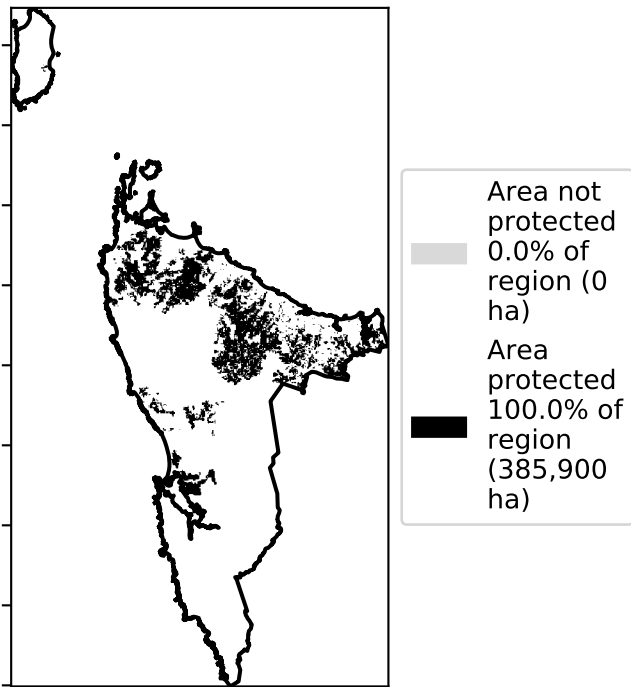 Area not
protected
0.0% of
region (0
ha)
Area
protected
100.0% of
region
(385,900
ha)